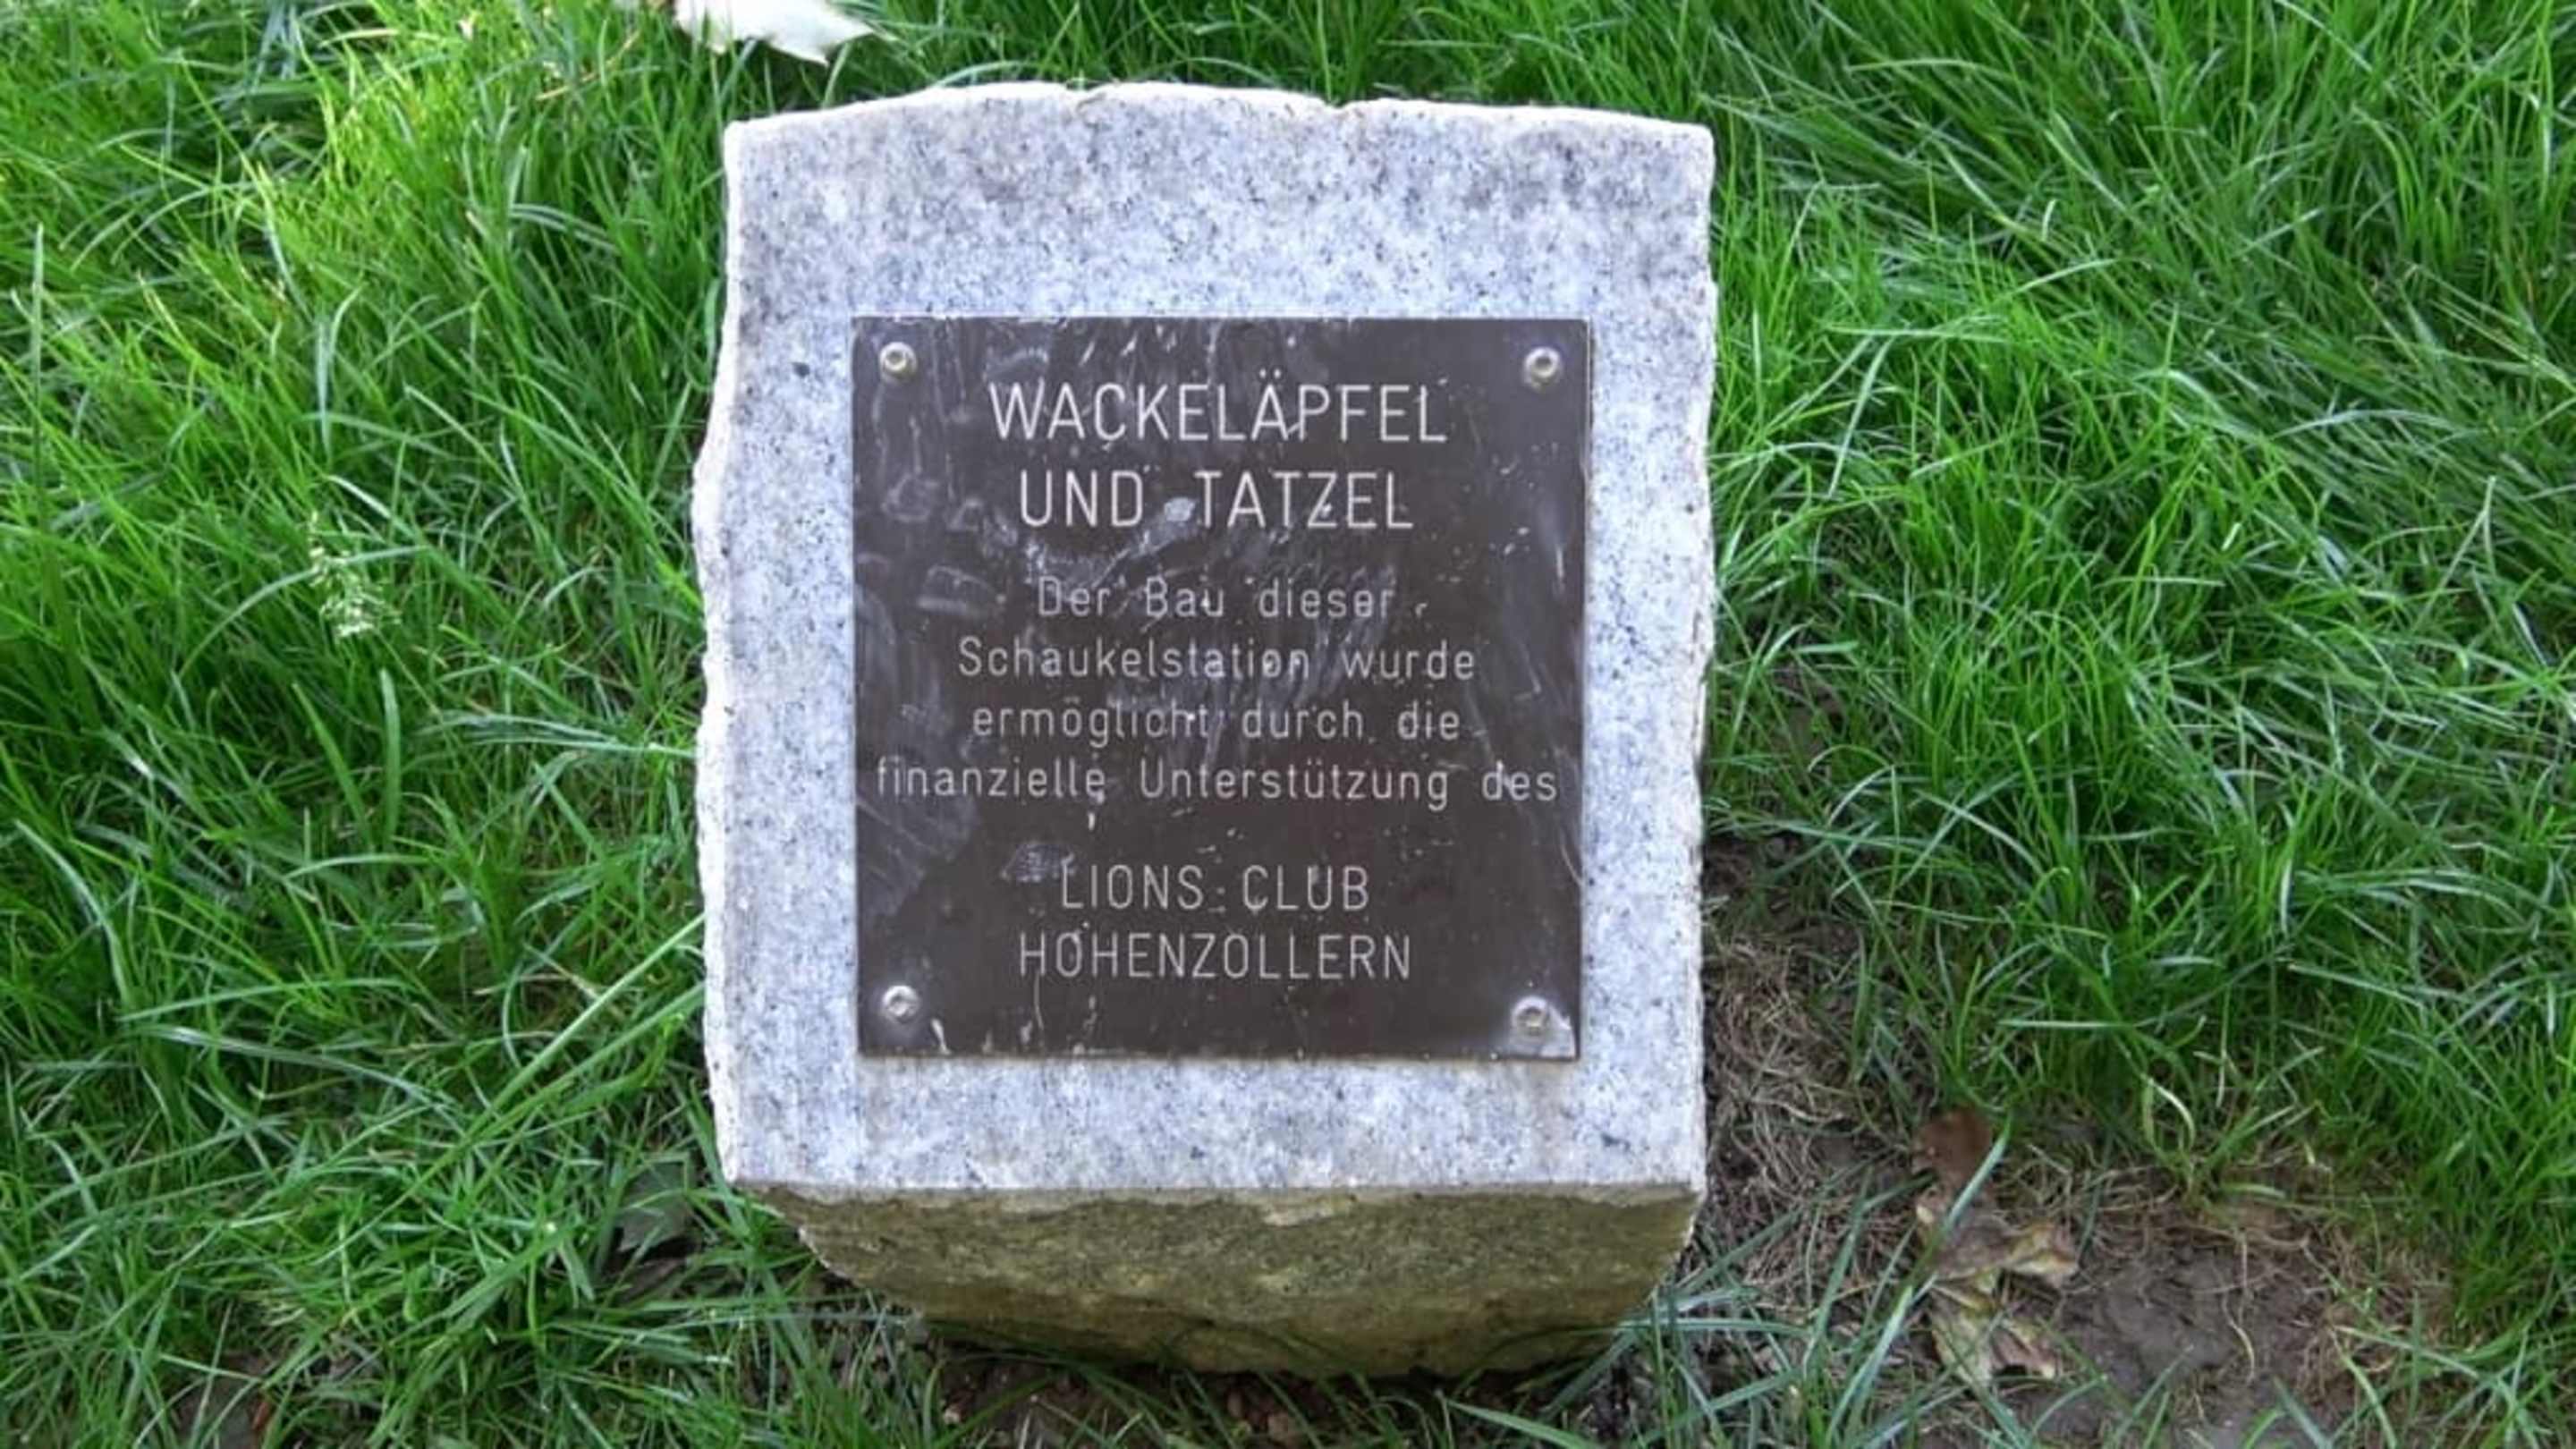 WACKELÄPFEL
UND TATZEL
Der Bau dieser
Schaukelstation wurde
ermöglicht durch die
finanzielle Unterstützung des
LIONS CLUB
HOHENZOLLERN